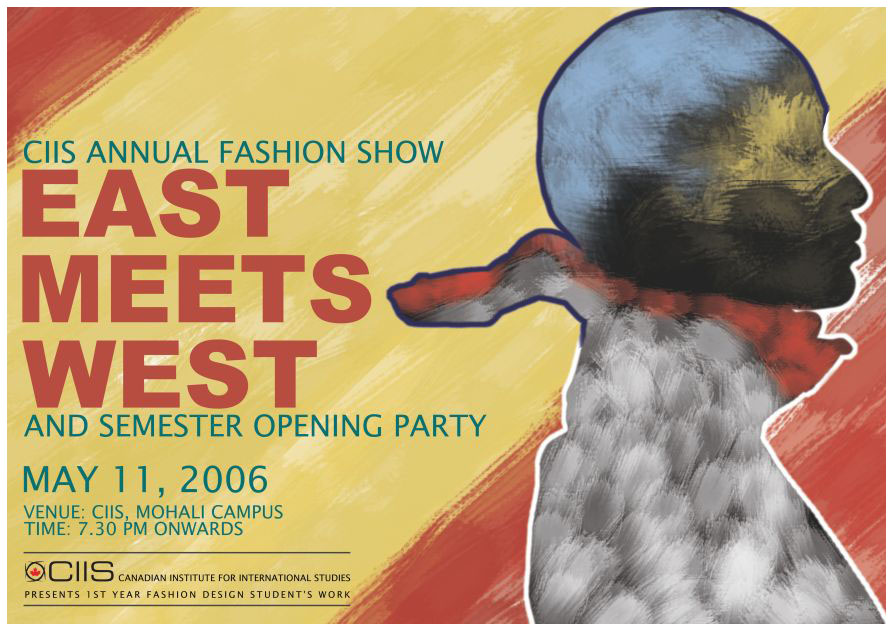 CIIS ANNUAL FASHION SHOW
EAST
MEETS
WEST
AND SEMESTER OPENING PARTY
MAY 11, 2006
VENUE: CIIS, MOHALI CAMPUS
TIME: 7.30 PM ONWARDS
CIIS CANADIAN INSTITUTE FOR INTERNATIONAL STUDIES
PRESENTS 1ST YEAR FASHION DESIGN STUDENT'S WORK